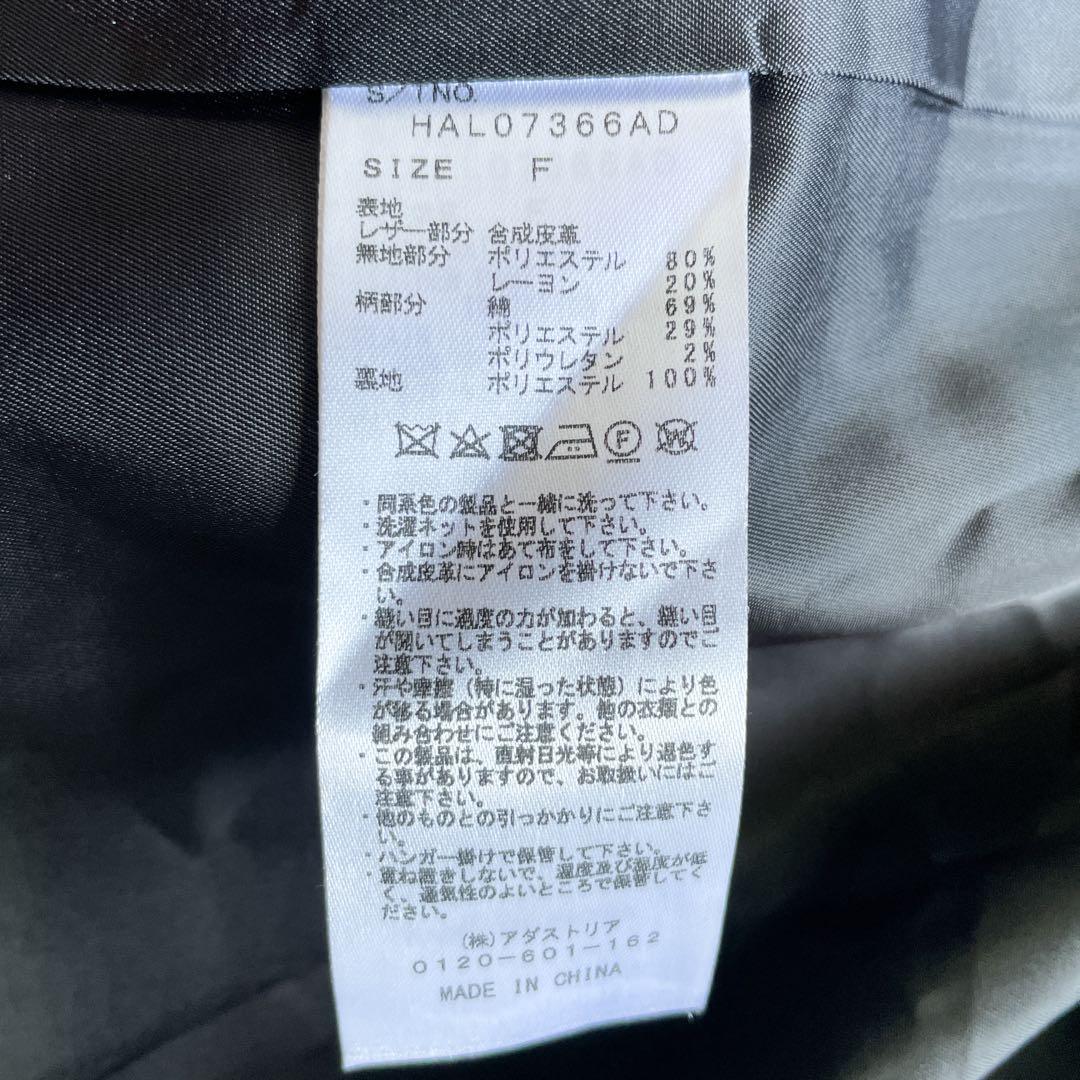 S/TNO.
HAL07366AD
SIZE F
表地
レザー部分 合成皮革
無地部分 ポリエステル 80%
レーヨン 20%
柄部分 綿 69%
ポリエステル 29%
ポリウレタン 2%
裏地 ポリエステル 100%
F W
・同系色の製品と一緒に洗って下さい。
・洗濯ネットを使用して下さい。
・アイロン時はあて布をして下さい。
・合成皮革にアイロンを掛けないで下さ
い。
・縫い目に過度の力が加わると、縫い目
が開いてしまうことがありますのでご
注意下さい。
・汗や摩擦（特に湿った状態）により色
が移る場合があります。他の衣類との
組み合わせにご注意ください。
・この製品は、直射日光等により退色す
る事がありますので、お取扱いにはご
注意下さい。
・他のものとの引っかかりにご注意下さ
い。
・ハンガー掛けで保管して下さい。
・重ね置きしないで、温度及び湿度が低
く、通気性のよいところで保管してく
ださい。
(株)アダストリア
0120-601-162
MADE IN CHINA